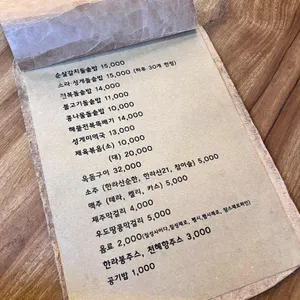 순살갈치돌솥밥 15,000
소라·성게돌솥밥 15,000 (하루 30개 한정)
전복돌솥밥 14,000
불고기돌솥밥 11,000
콩나물돌솥밥 10,000
해물전복뚝배기 14,000
성게미역국 13,000
제육볶음(소) 10,000
(대) 20,000
옥돔구이 32,000
소주 (한라산순한, 한라산21, 참이슬) 5,000
맥주 (테라, 켈리, 카스) 5,000
제주막걸리 4,000
우도땅콩막걸리 5,000
음료 2,000
한라봉주스, 천혜향주스 3,000
공기밥 1,000